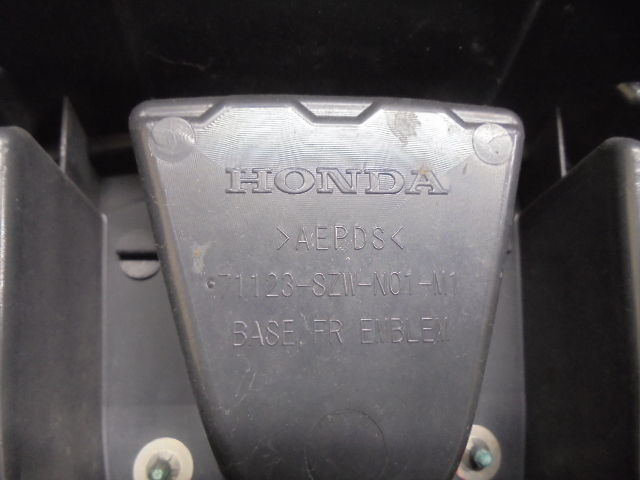 HONDA
>AEPDS<
71123-SZW-N01-M1
BASE, FR EMBLEM